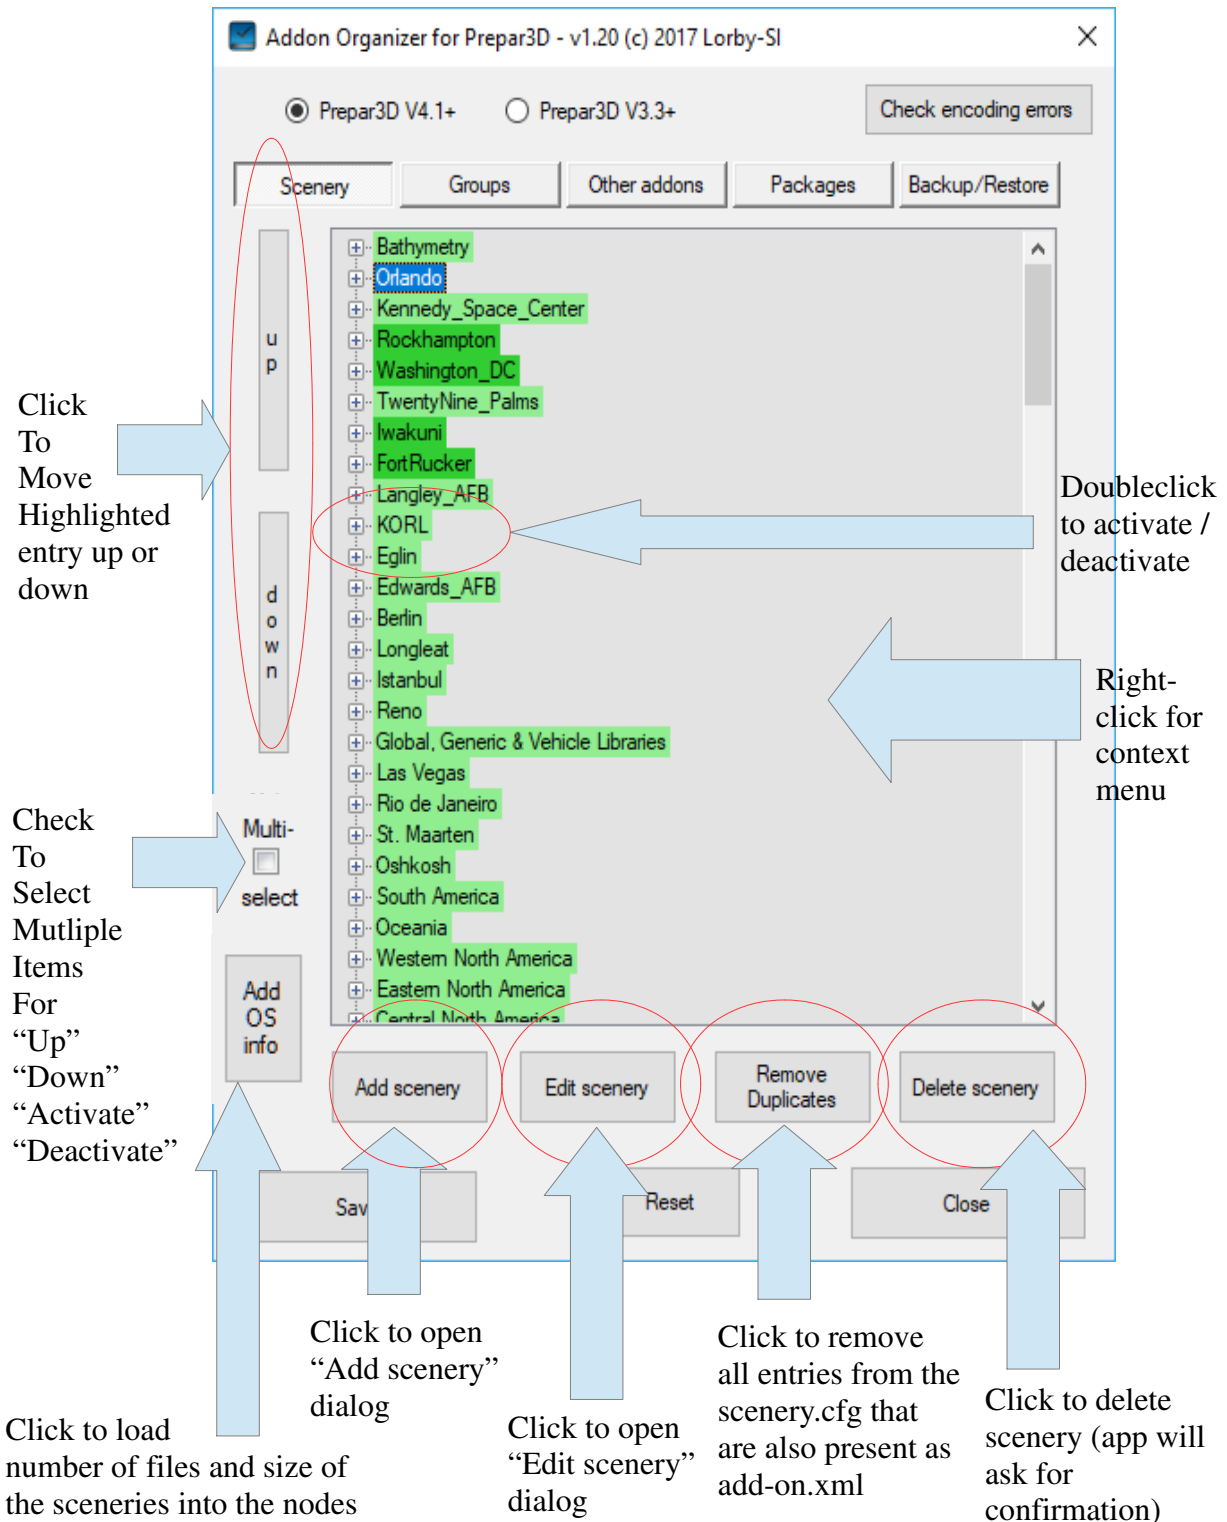 Addon Organizer for Prepar3D - v1.20 (c) 2017 Lorby-SI
Prepar3D V4.1+
Prepar3D V3.3+
Check encoding errors
Scenery
Groups
Other addons
Packages
Backup/Restore
Bathymetry
Orlando
Kennedy_Space_Center
Rockhampton
Washington_DC
TwentyNine_Palms
Iwakuni
FortRucker
Langley_AFB
KORL
Eglin
Edwards_AFB
Berlin
Longleat
Istanbul
Reno
Global, Generic & Vehicle Libraries
Las Vegas
Rio de Janeiro
St. Maarten
Oshkosh
South America
Oceania
Western North America
Eastern North America
Central North America
u
p
d
o
w
n
Click
To
Move
Highlighted
entry up or
down
Doubleclick
to activate /
deactivate
Right-
click for
context
menu
Multi-
select
Check
To
Select
Mutliple
Items
For
“Up”
“Down”
“Activate”
“Deactivate”
Add
OS
info
Add scenery
Edit scenery
Remove
Duplicates
Delete scenery
Sav
Reset
Close
Click to open
“Add scenery”
dialog
Click to remove
all entries from the
scenery.cfg that
are also present as
add-on.xml
Click to load
number of files and size of
the sceneries into the nodes
Click to open
“Edit scenery”
dialog
Click to delete
scenery (app will
ask for
confirmation)